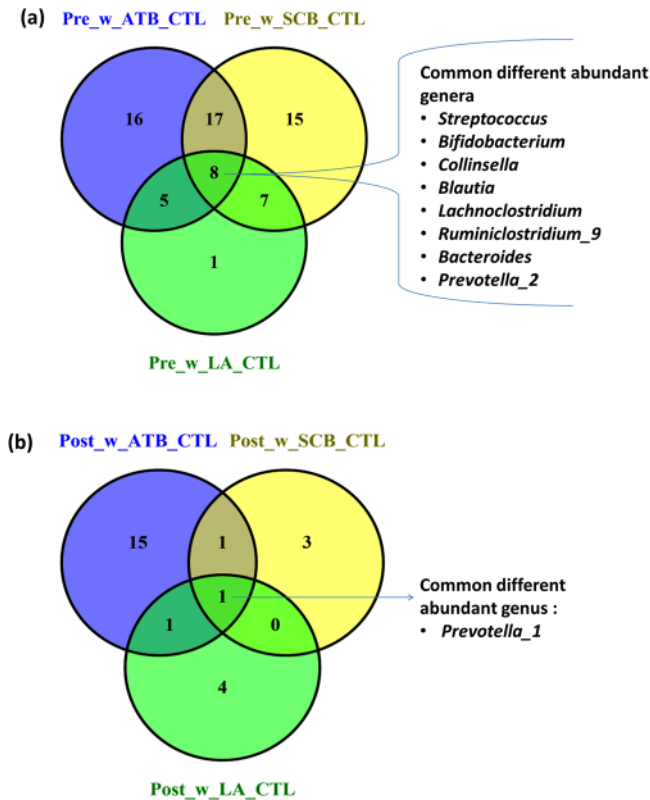 (a)
Pre_w_ATB_CTL Pre_w_SCB_CTL
16 17 15
8
5 7
1
Pre_w_LA_CTL
Common different abundant
genera
• Streptococcus
• Bifidobacterium
• Collinsella
• Blautia
• Lachnoclostridium
• Ruminiclostridium_9
• Bacteroides
• Prevotella_2
(b)
Post_w_ATB_CTL Post_w_SCB_CTL
15 1 3
1
1 0
4
Post_w_LA_CTL
Common different
abundant genus :
• Prevotella_1